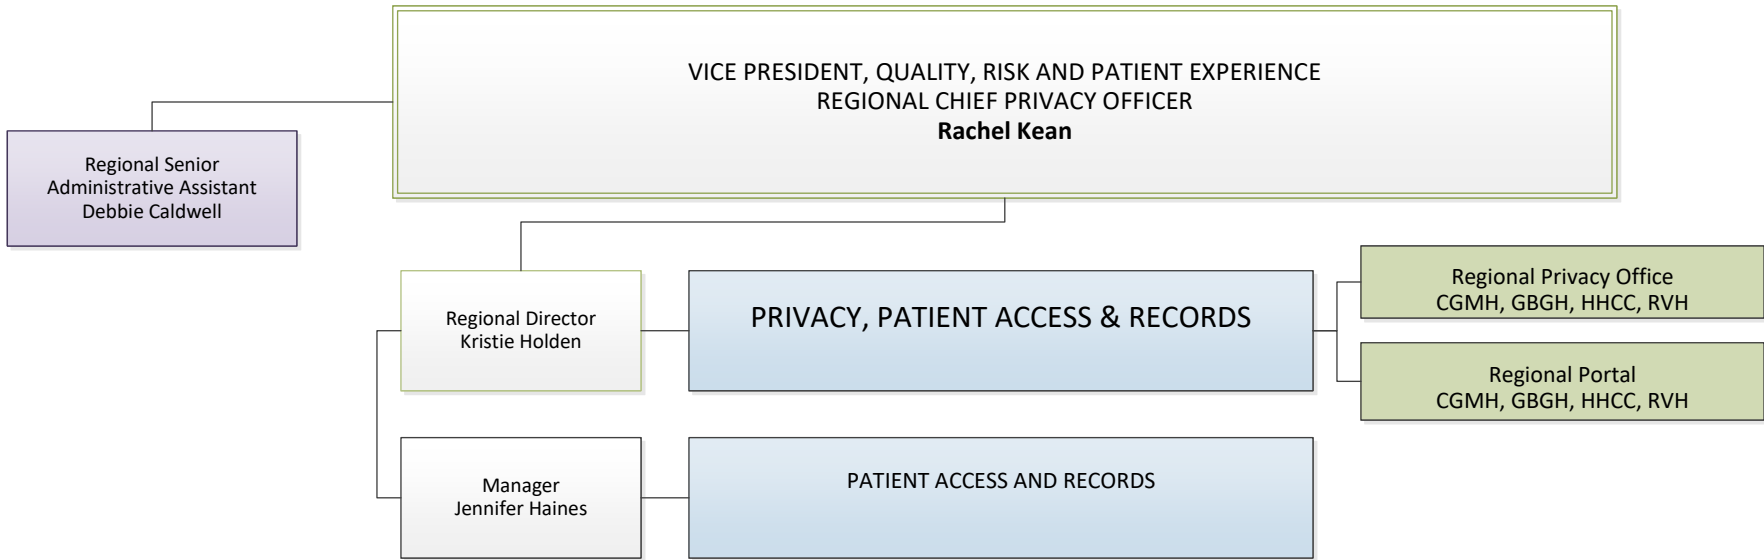 VICE PRESIDENT, QUALITY, RISK AND PATIENT EXPERIENCE
REGIONAL CHIEF PRIVACY OFFICER
Rachel Kean
Regional Senior
Administrative Assistant
Debbie Caldwell
Regional Director
Kristie Holden
PRIVACY, PATIENT ACCESS & RECORDS
Regional Privacy Office
CGMH, GBGH, HHCC, RVH
Regional Portal
CGMH, GBGH, HHCC, RVH
Manager
Jennifer Haines
PATIENT ACCESS AND RECORDS